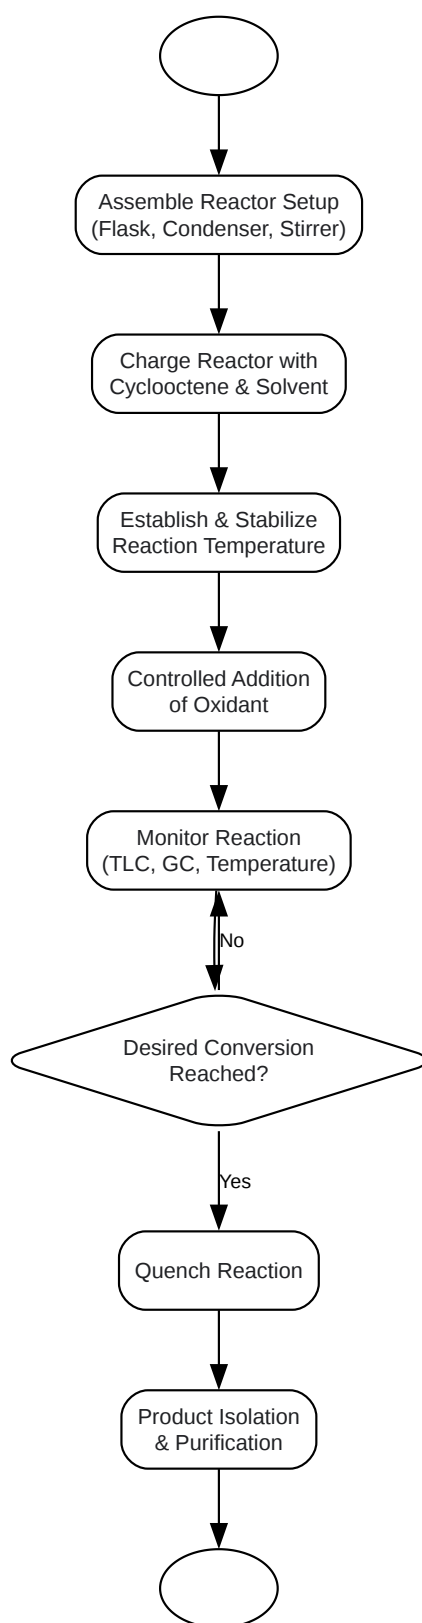 Assemble Reactor Setup
(Flask, Condenser, Stirrer)
Charge Reactor with
Cyclooctene & Solvent
Establish & Stabilize
Reaction Temperature
Controlled Addition
of Oxidant
Monitor Reaction
(TLC, GC, Temperature)
No
Desired Conversion
Reached?
Yes
Quench Reaction
Product Isolation
& Purification